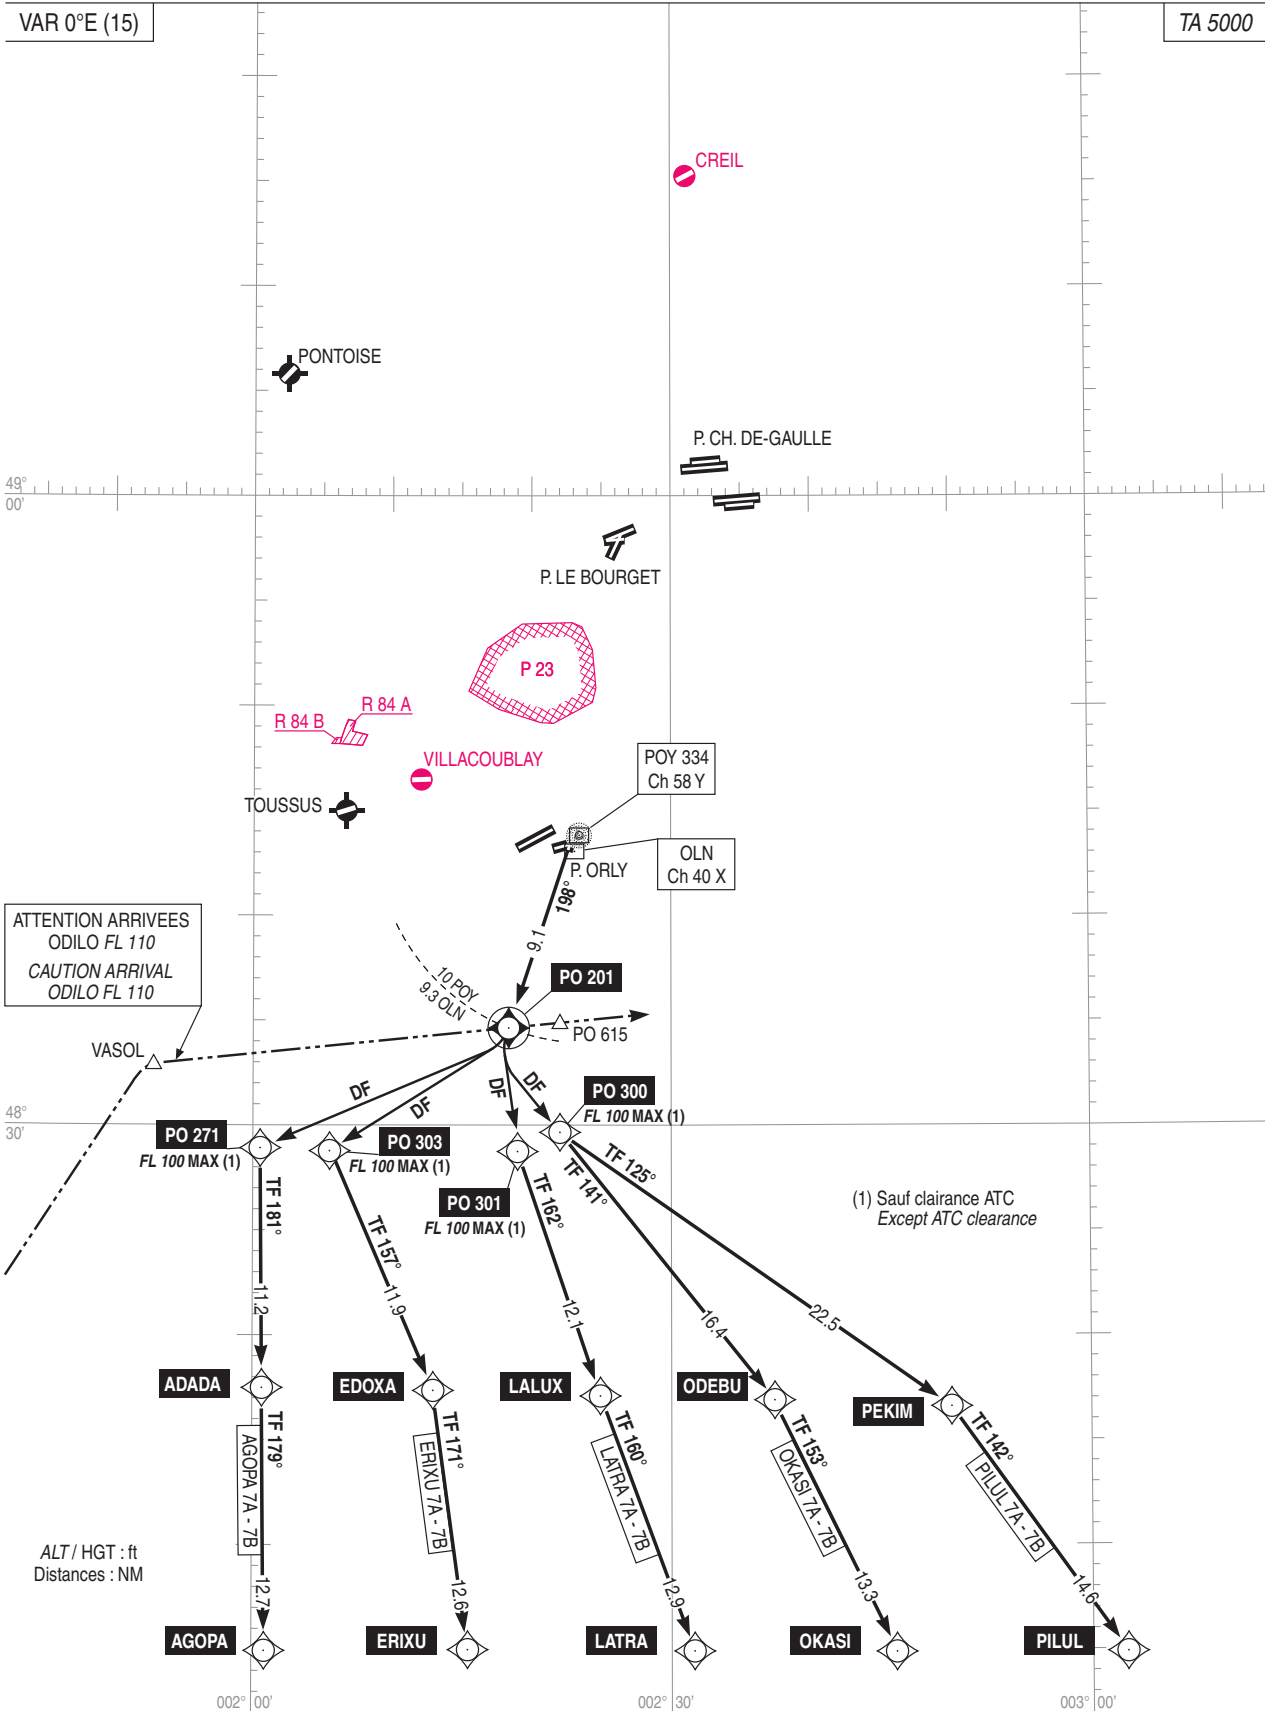 VAR 0°E (15)
TA 5000
CREIL
PONTOISE
P. CH. DE-GAULLE
49°
00'
P. LE BOURGET
P 23
R 84 A
R 84 B
VILLACOUBLAY
POY 334
Ch 58 Y
TOUSSUS
OLN
Ch 40 X
P. ORLY
198°
9.1
ATTENTION ARRIVEES
ODILO FL 110
CAUTION ARRIVAL
ODILO FL 110
10 POY
9.3 OLN
PO 201
PO 615
VASOL
DF
DF
DF
DF
PO 300
FL 100 MAX (1)
48°
30'
PO 271
FL 100 MAX (1)
PO 303
FL 100 MAX (1)
PO 301
FL 100 MAX (1)
TF 181°
TF 157°
TF 162°
TF 141°
TF 125°
(1) Sauf clairance ATC
Except ATC clearance
11.2
11.9
12.1
16.4
22.5
ADADA
EDOXA
LALUX
ODEBU
PEKIM
TF 179°
AGOPA 7A - 7B
TF 171°
ERIXU 7A - 7B
TF 160°
LATRA 7A - 7B
TF 153°
OKASI 7A - 7B
TF 142°
PILUL 7A - 7B
ALT / HGT : ft
Distances : NM
12.7
12.6
12.9
13.3
14.6
AGOPA
ERIXU
LATRA
OKASI
PILUL
002° 00'
002° 30'
003° 00'